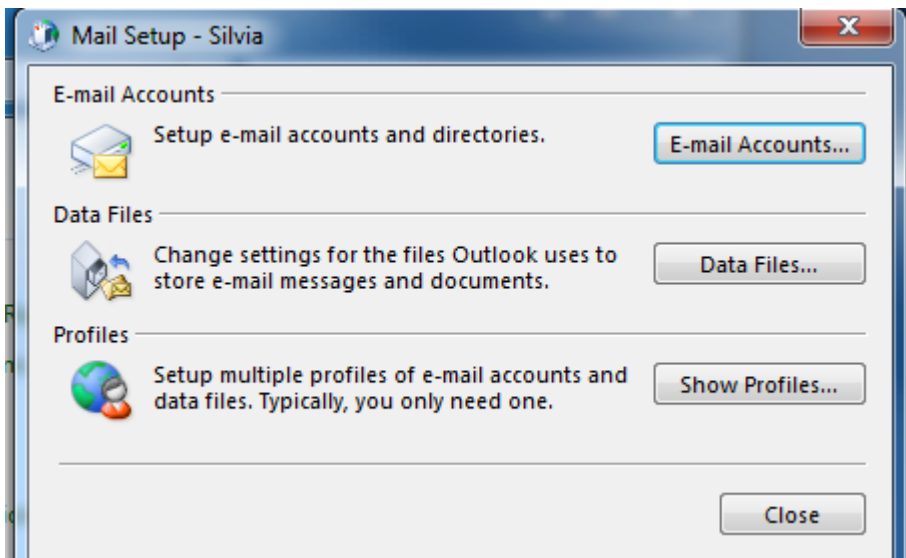 Mail Setup - Silvia
E-mail Accounts
Setup e-mail accounts and directories.
E-mail Accounts...
Data Files
Change settings for the files Outlook uses to
store e-mail messages and documents.
Data Files...
Profiles
Setup multiple profiles of e-mail accounts and
data files. Typically, you only need one.
Show Profiles...
Close